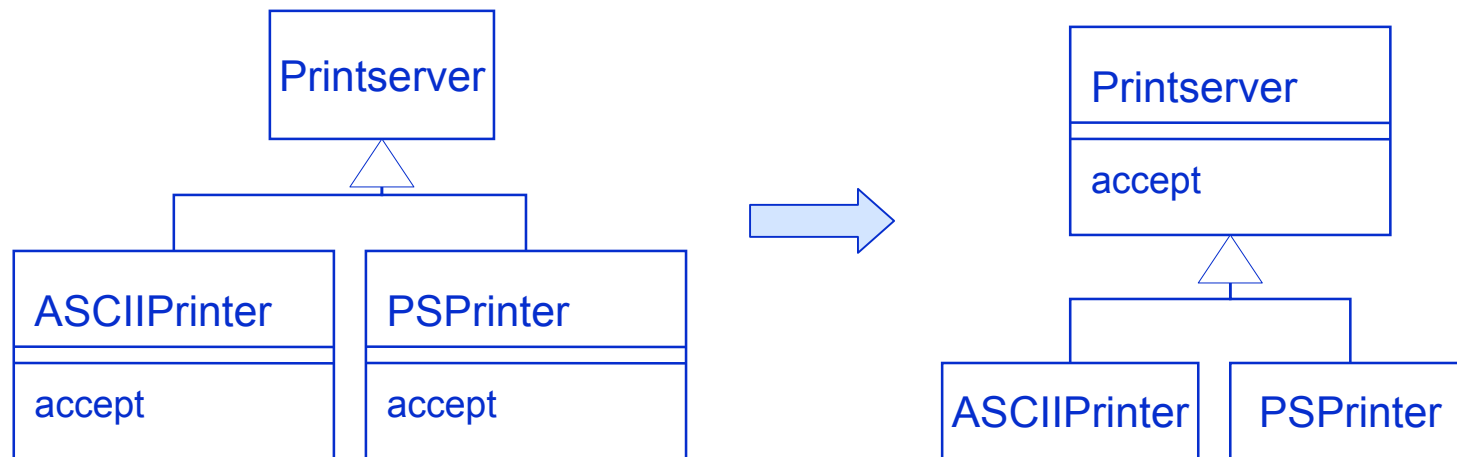 Printserver
ASCIIPrinter
accept
PSPrinter
accept
Printserver
accept
ASCIIPrinter
PSPrinter